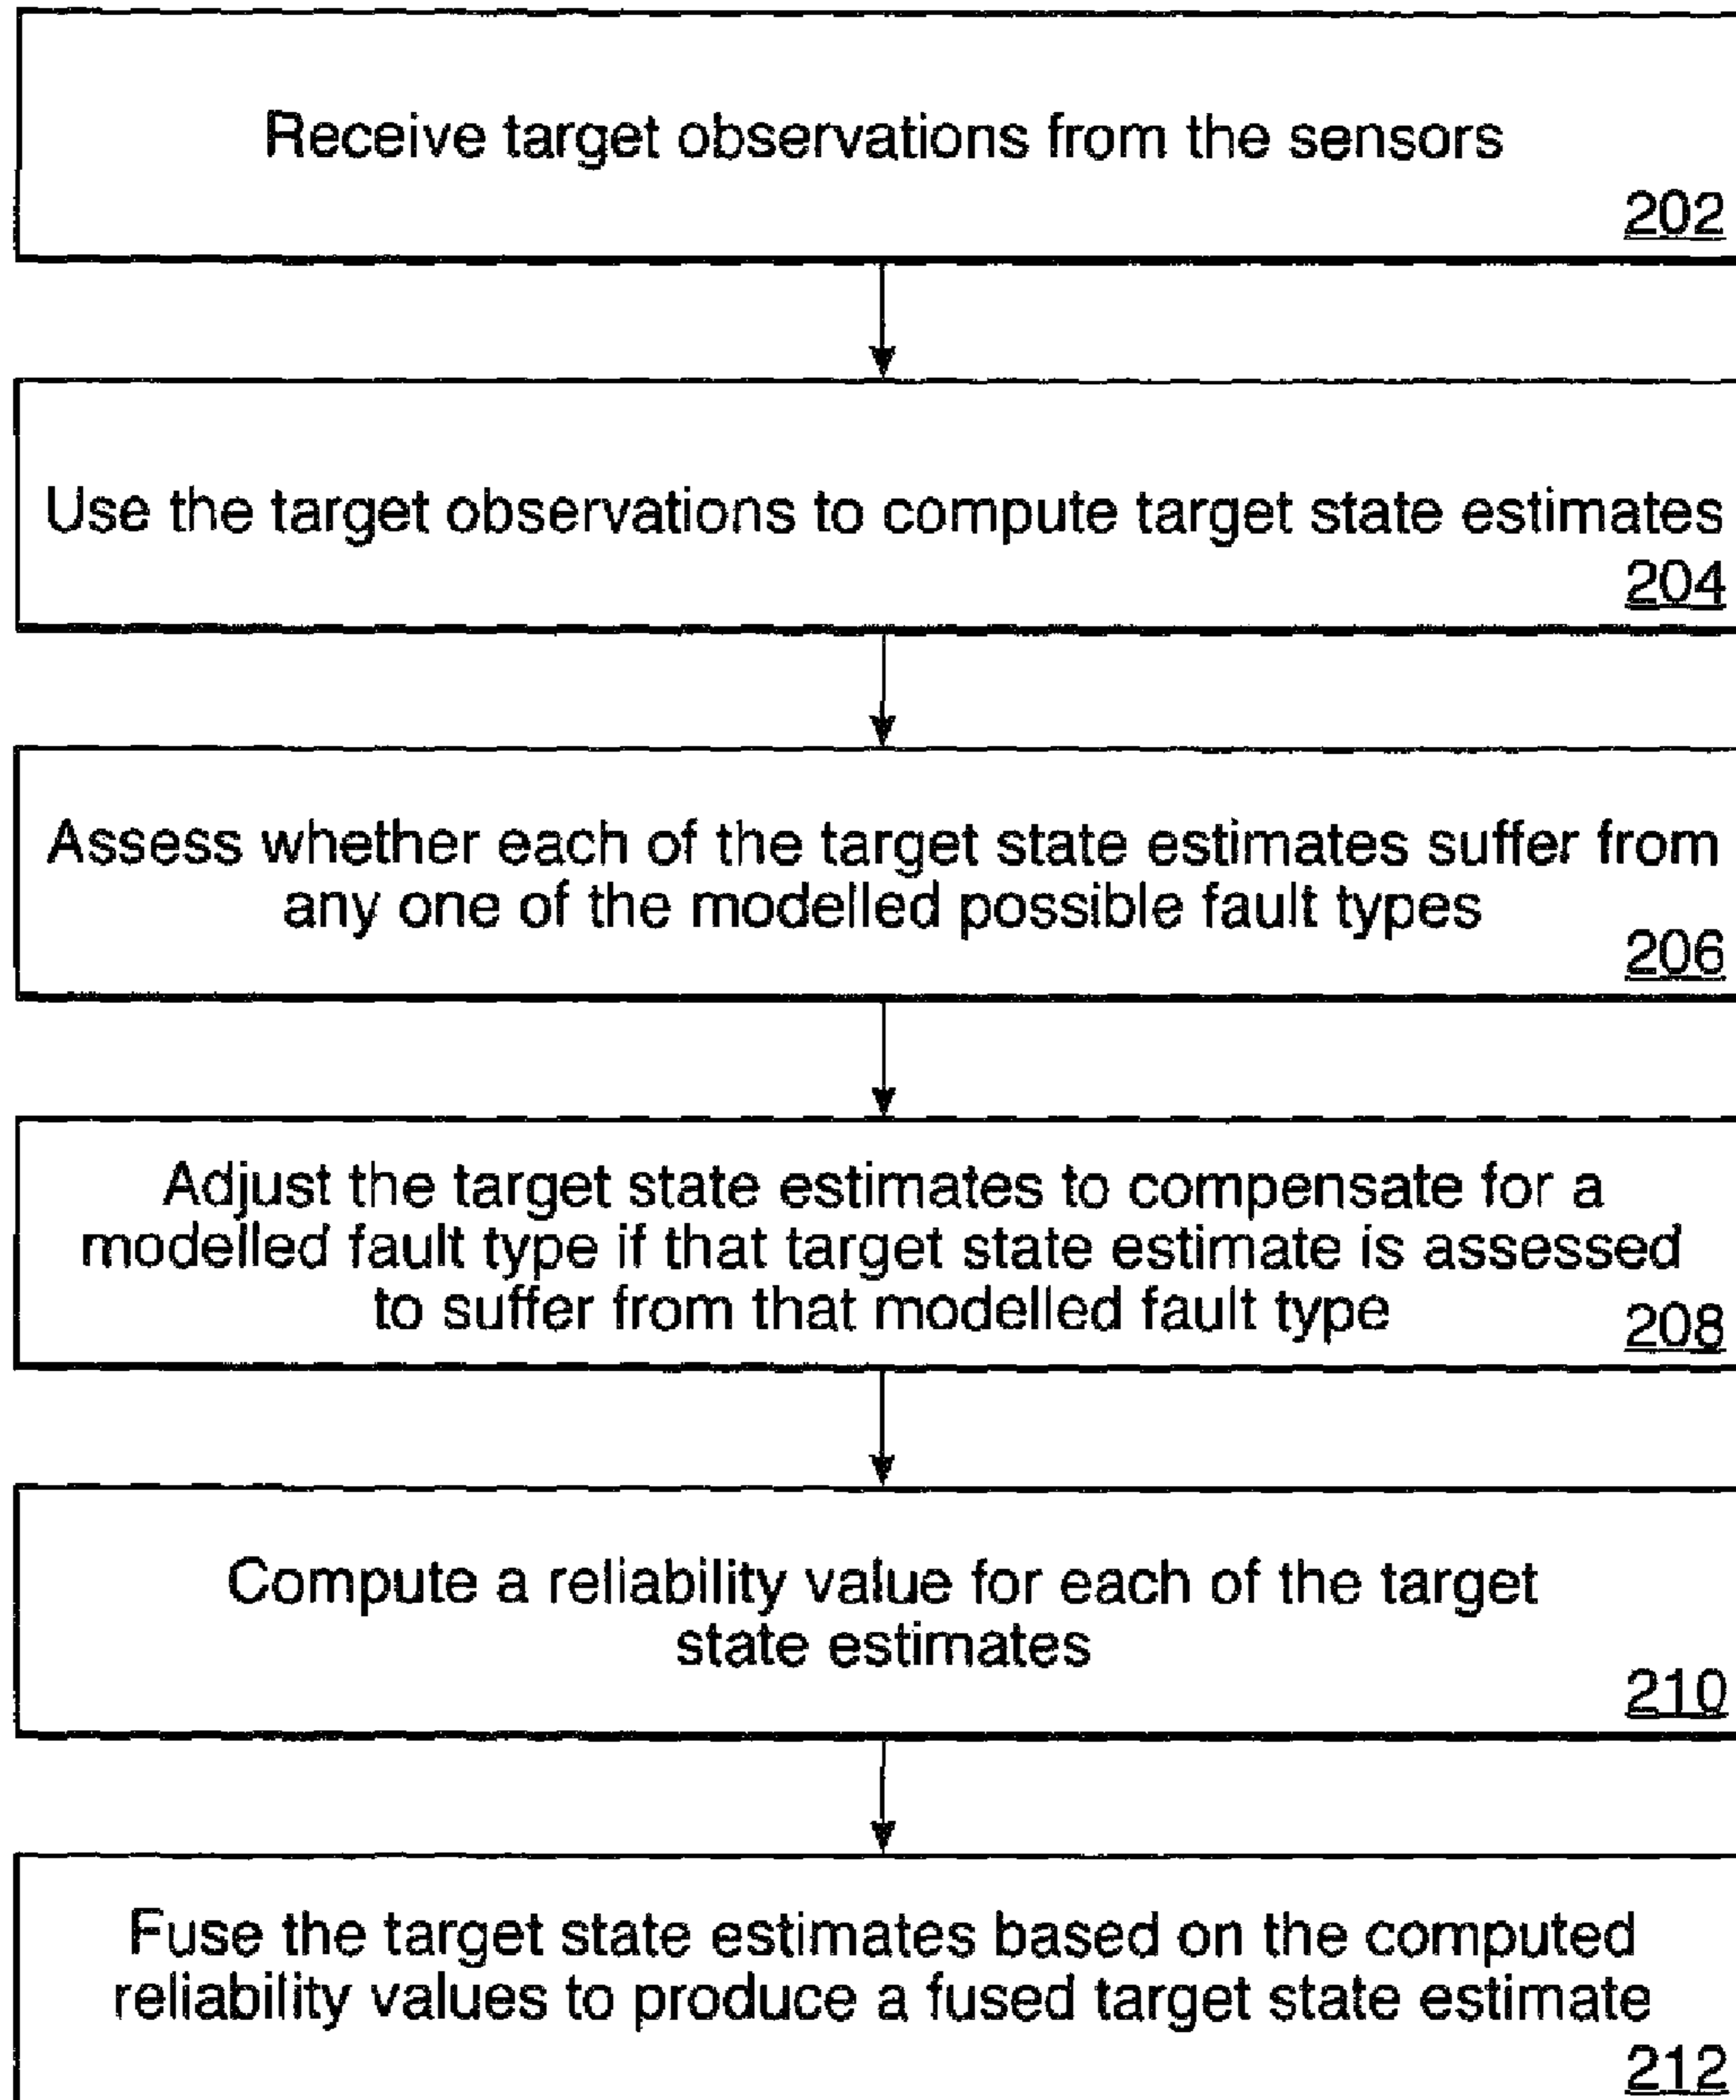 Receive target observations from the sensors
202
Use the target observations to compute target state estimates
204
Assess whether each of the target state estimates suffer from
any one of the modelled possible fault types
206
Adjust the target state estimates to compensate for a
modelled fault type if that target state estimate is assessed
to suffer from that modelled fault type
208
Compute a reliability value for each of the target
state estimates
210
Fuse the target state estimates based on the computed
reliability values to produce a fused target state estimate
212